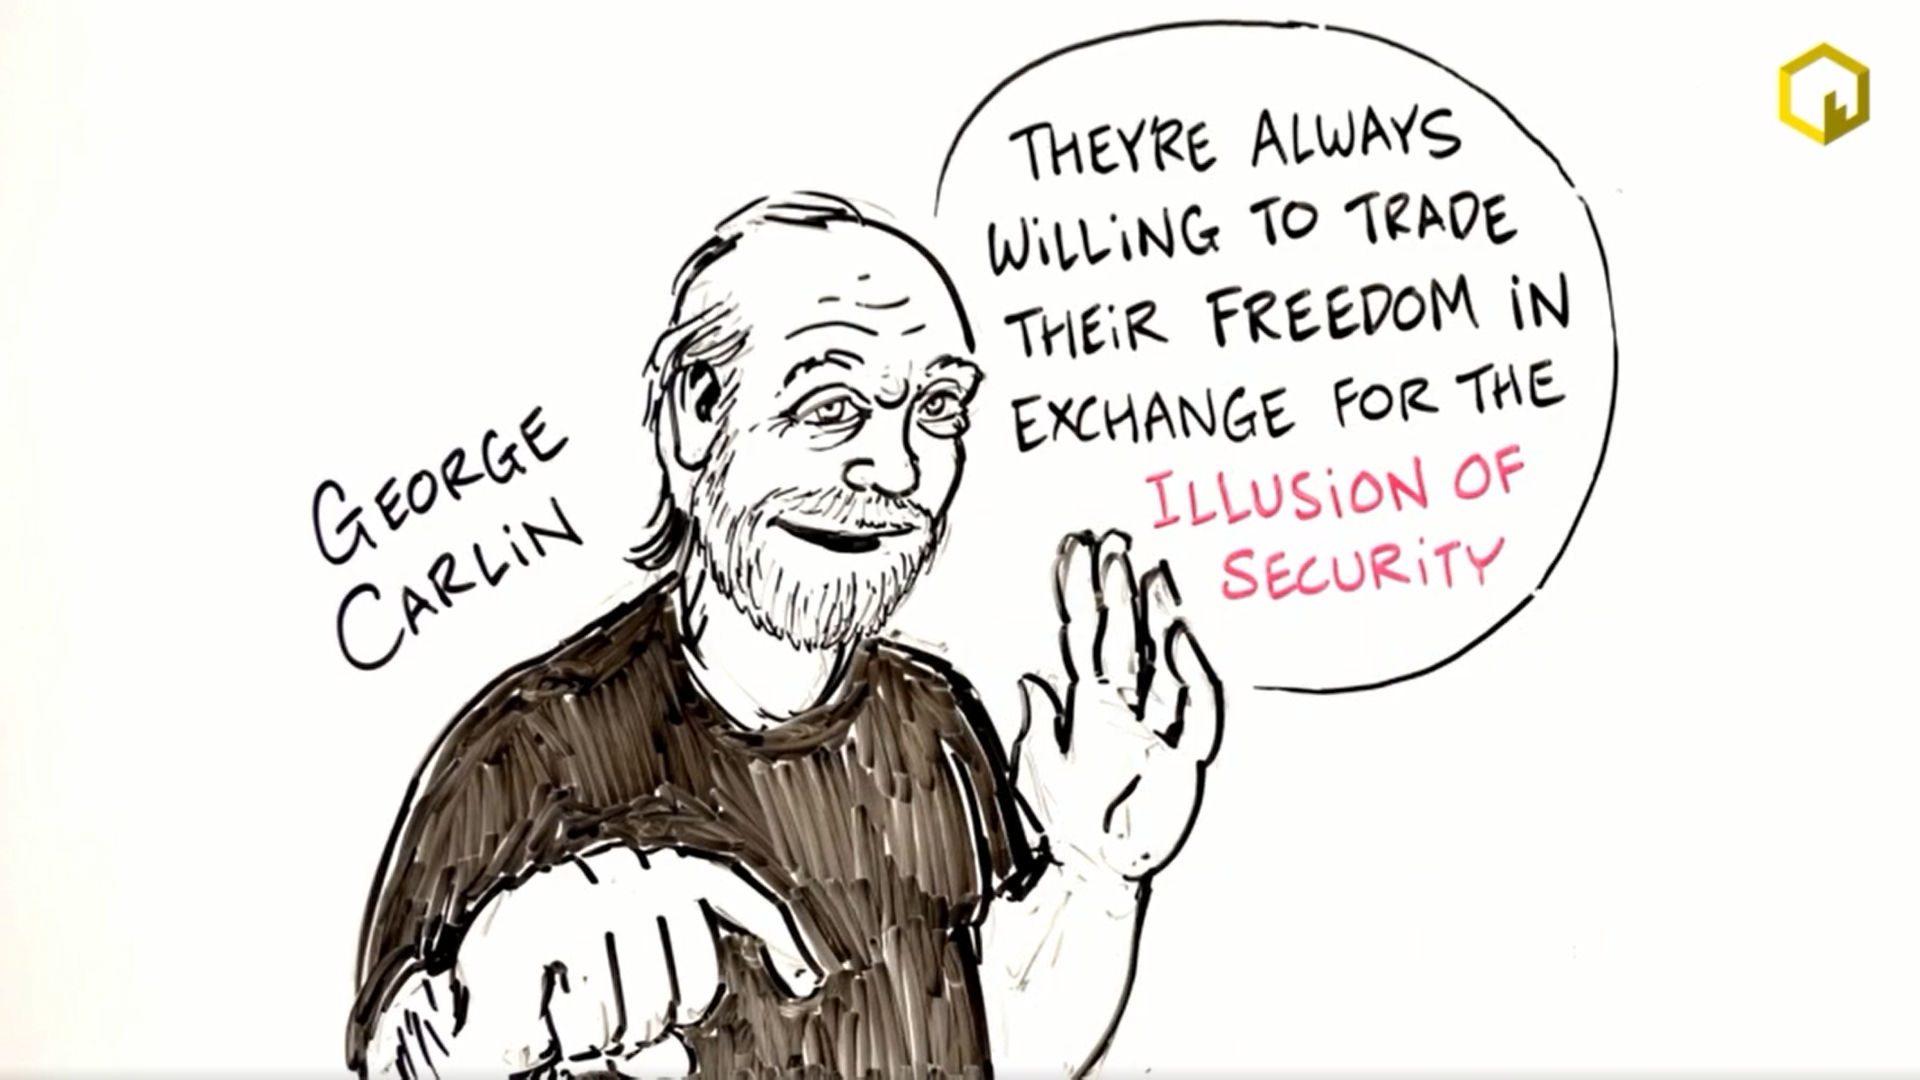 GEORGE
CARLiN
THEY'RE ALWAYS
WiLLiNG TO TRADE
THEiR FREEDOM iN
EXCHANGE FOR THE
ILLUSiON OF
SECURiTY